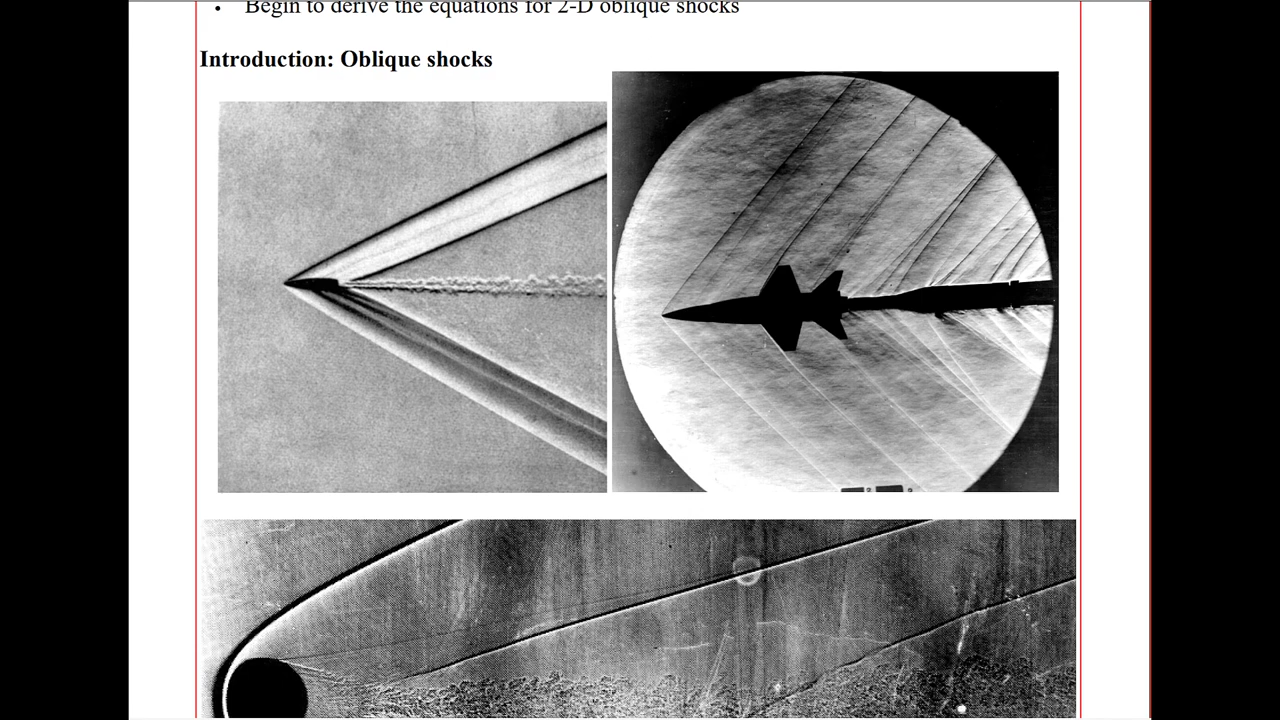 • Begin to derive the equations for 2-D oblique shocks
Introduction: Oblique shocks